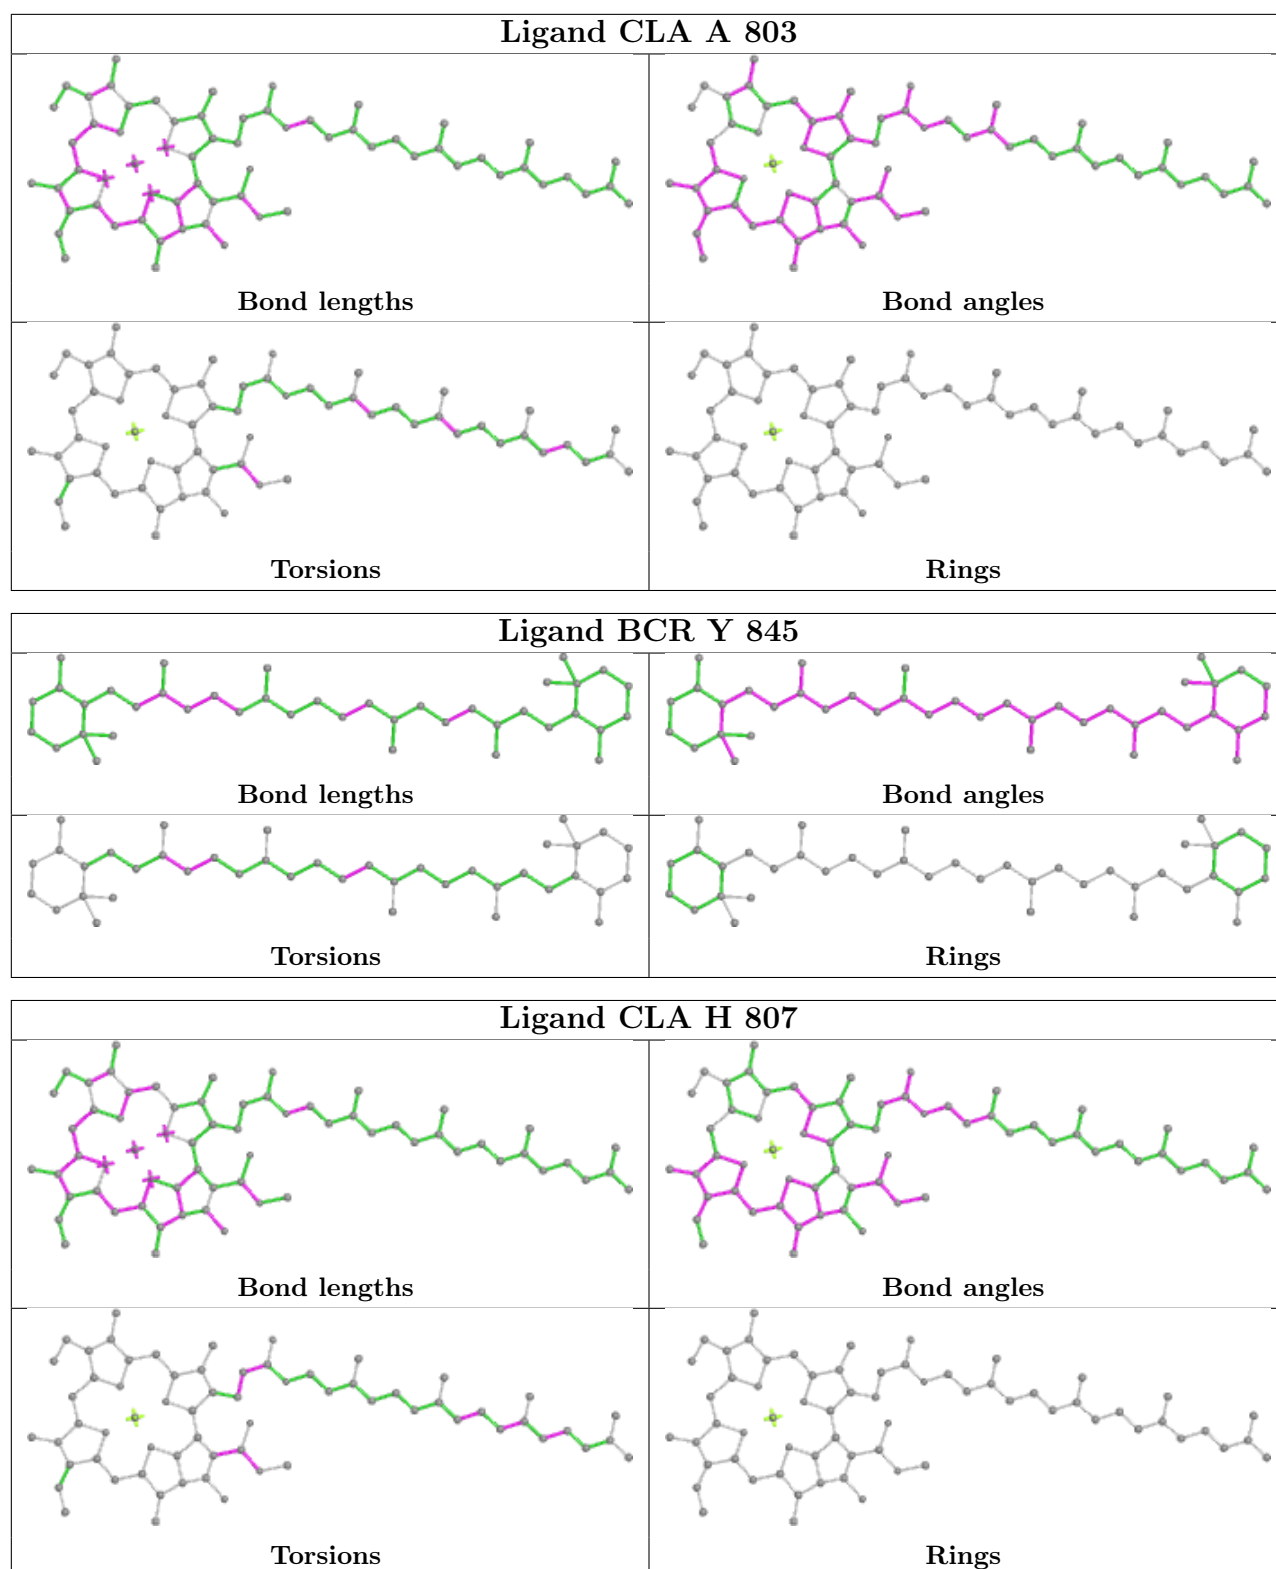 Ligand CLA A 803
Bond lengths
Bond angles
Torsions
Rings
Ligand BCR Y 845
Bond lengths
Bond angles
Torsions
Rings
Ligand CLA H 807
Bond lengths
Bond angles
Torsions
Rings